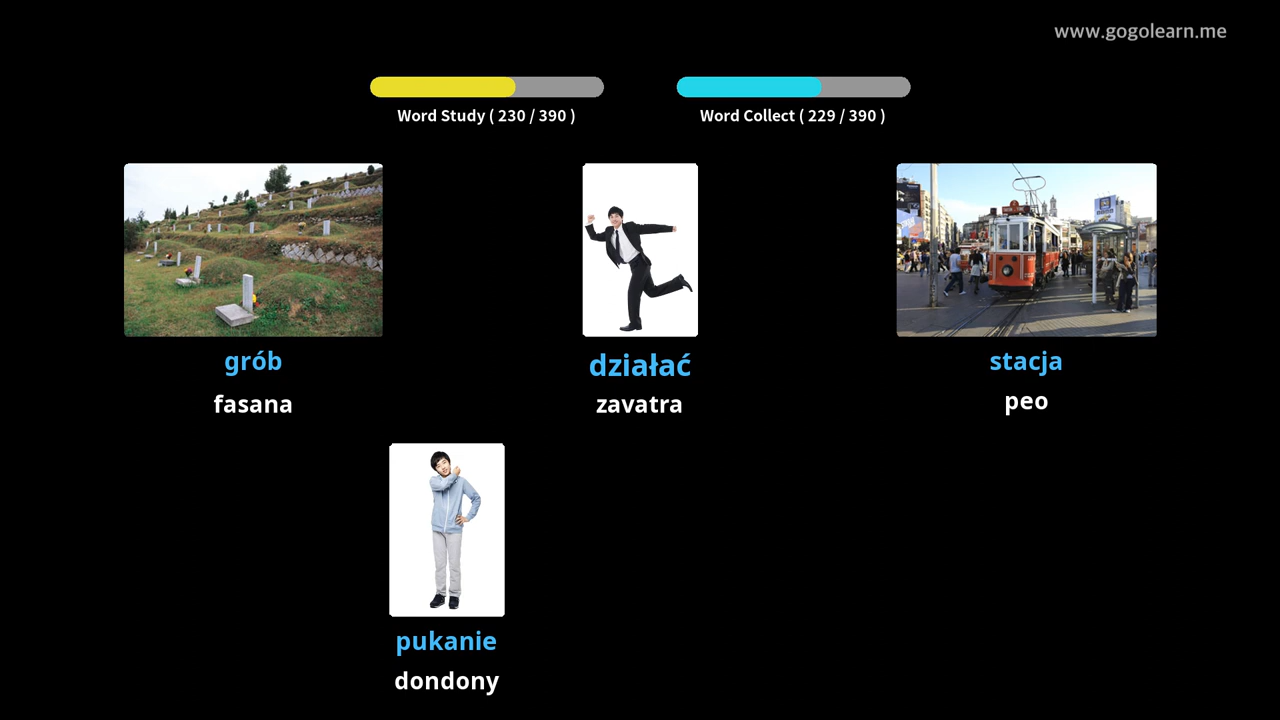 www.gogolearn.me
Word Study ( 230 / 390 )
Word Collect ( 229 / 390 )
grób
działać
stacja
fasana
zavatra
peo
pukanie
dondony